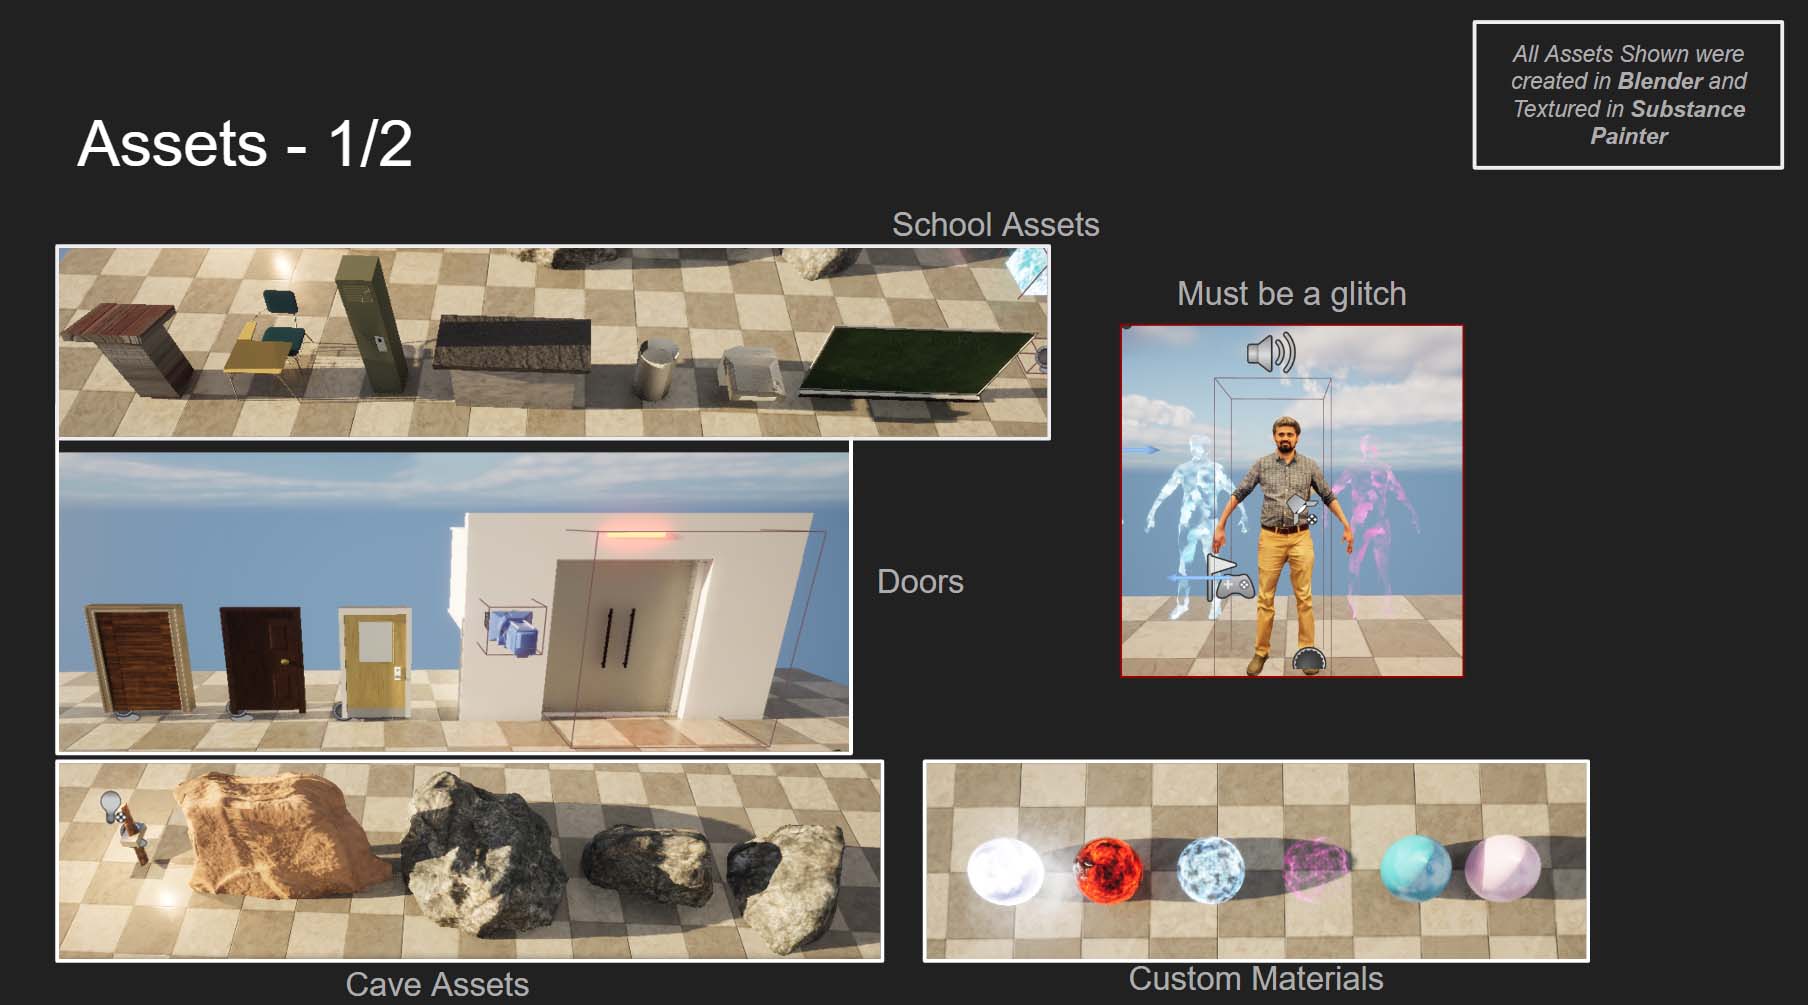 All Assets Shown were
created in Blender and
Textured in Substance
Painter
Assets - 1/2
School Assets
Must be a glitch
Doors
Cave Assets
Custom Materials